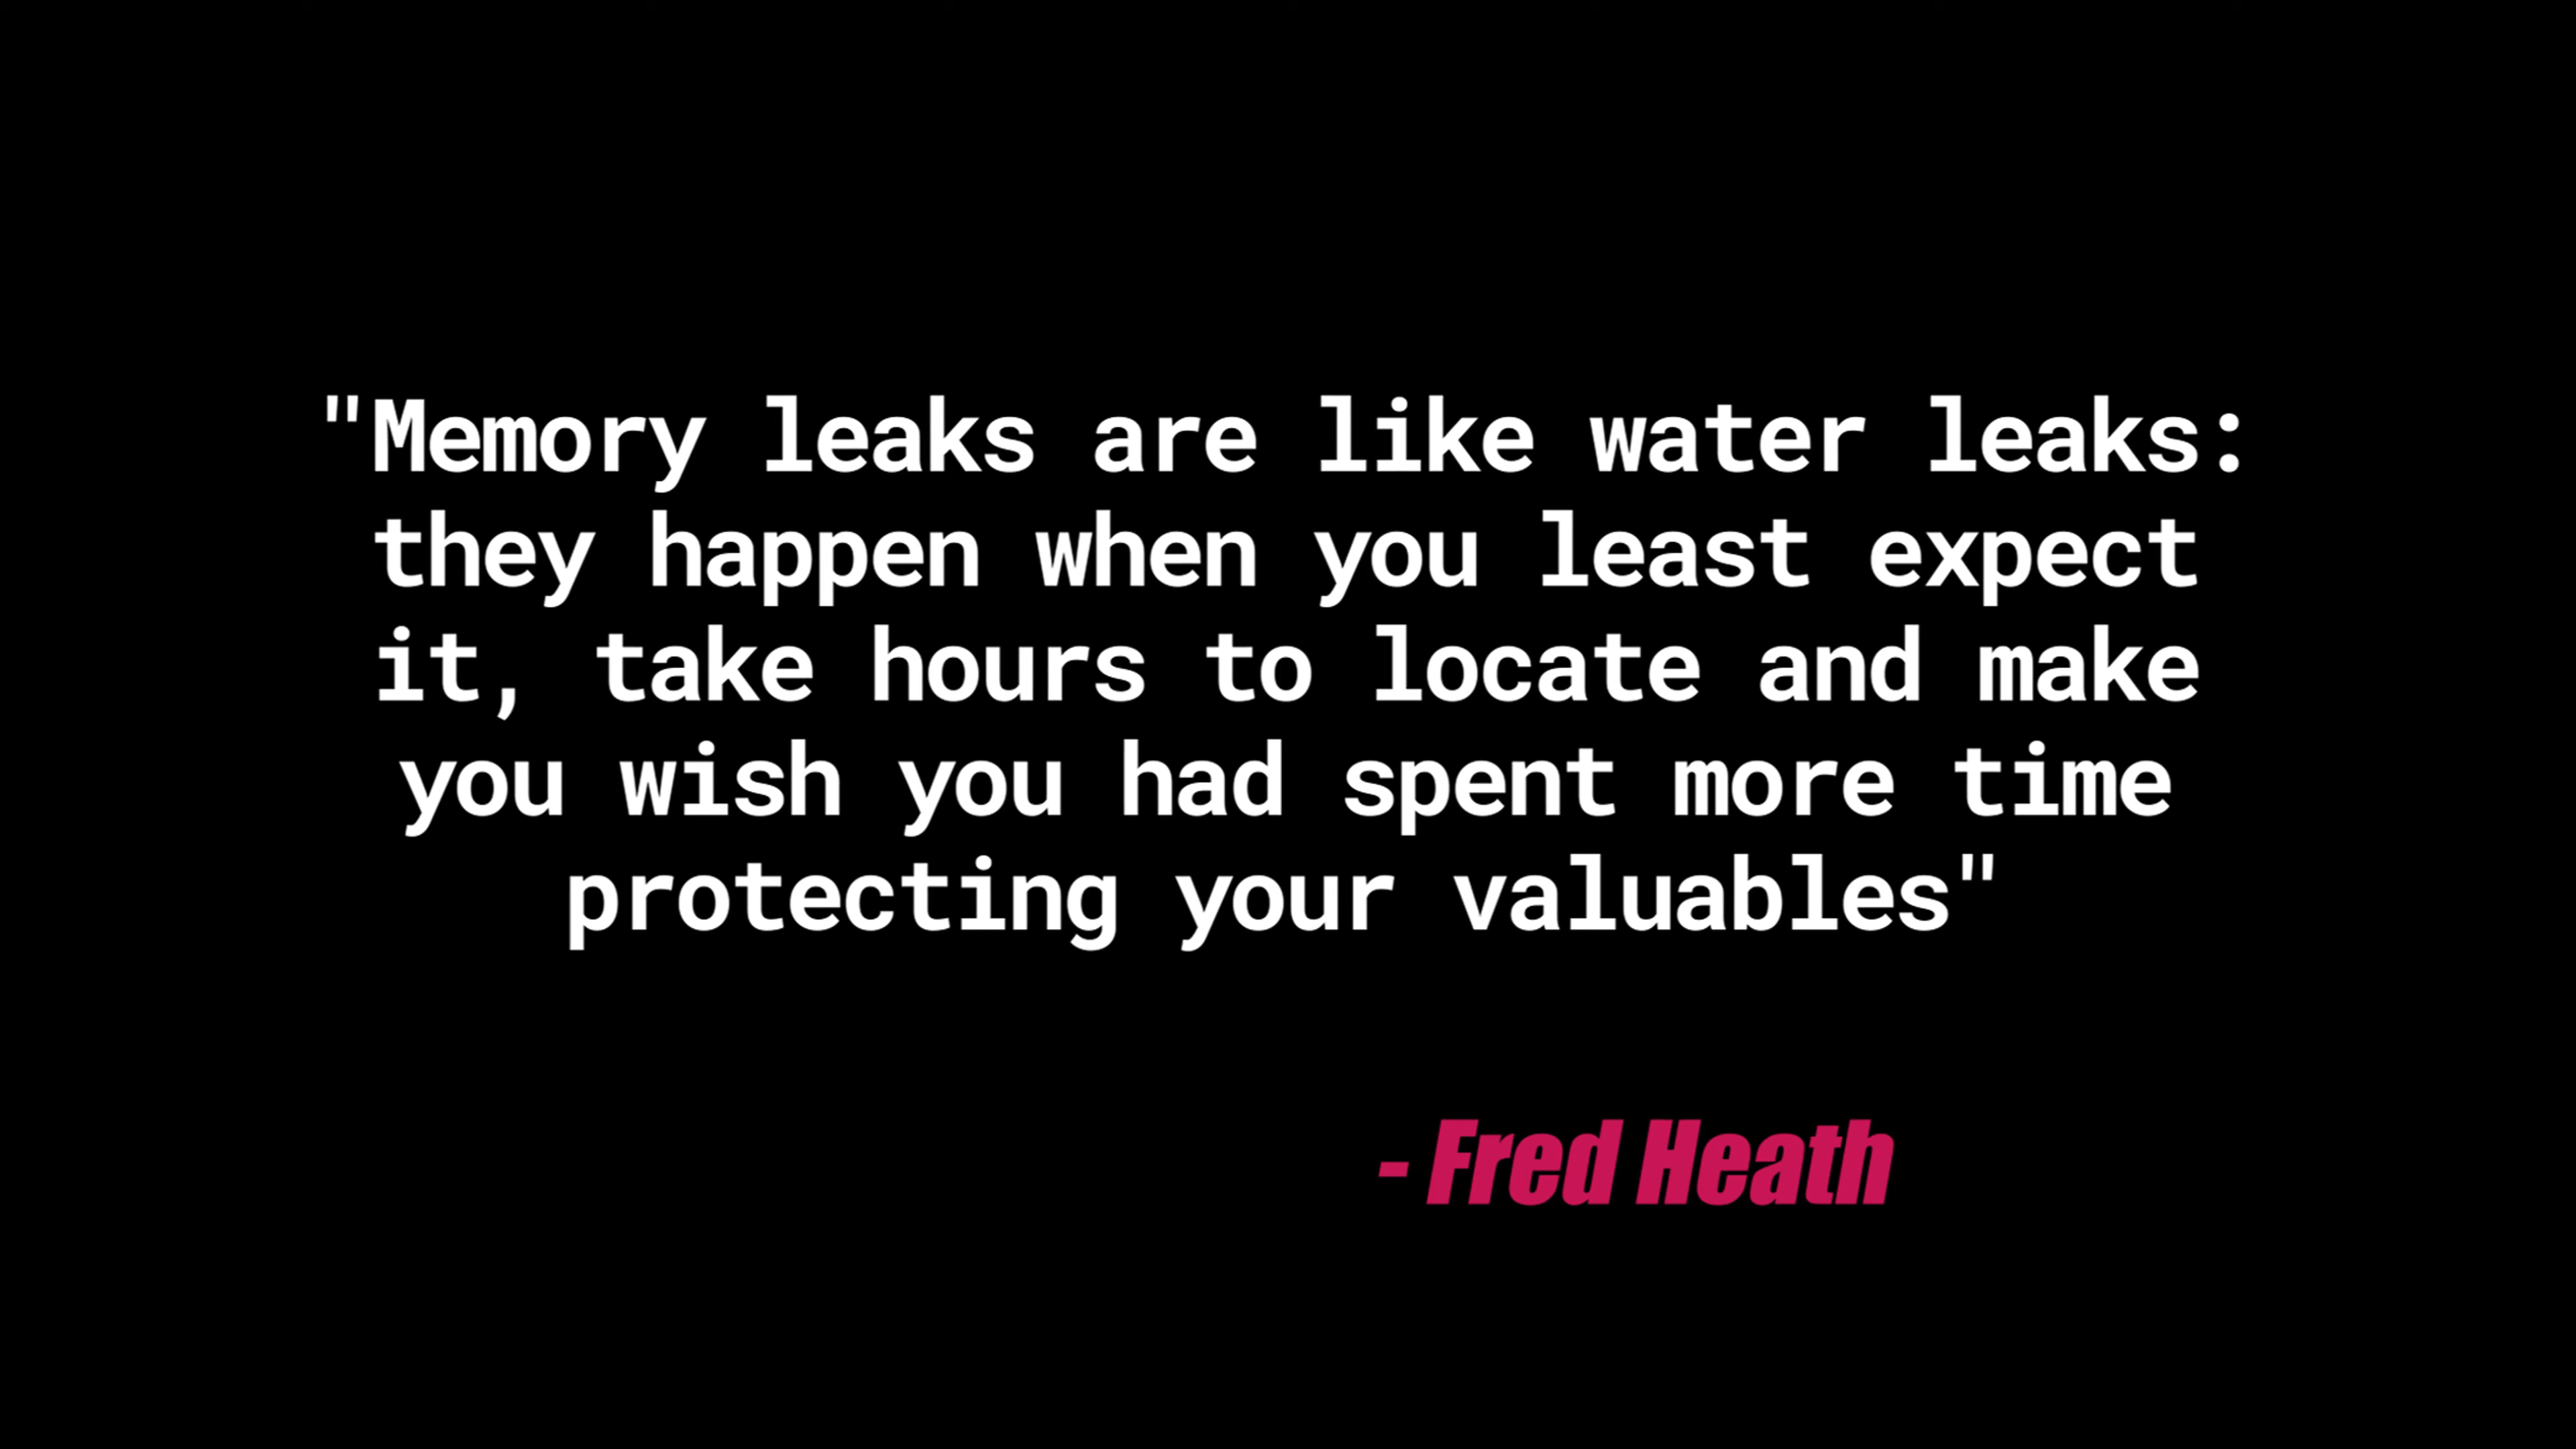 "Memory leaks are like water leaks:
they happen when you least expect
it, take hours to locate and make
you wish you had spent more time
protecting your valuables"
- Fred Heath